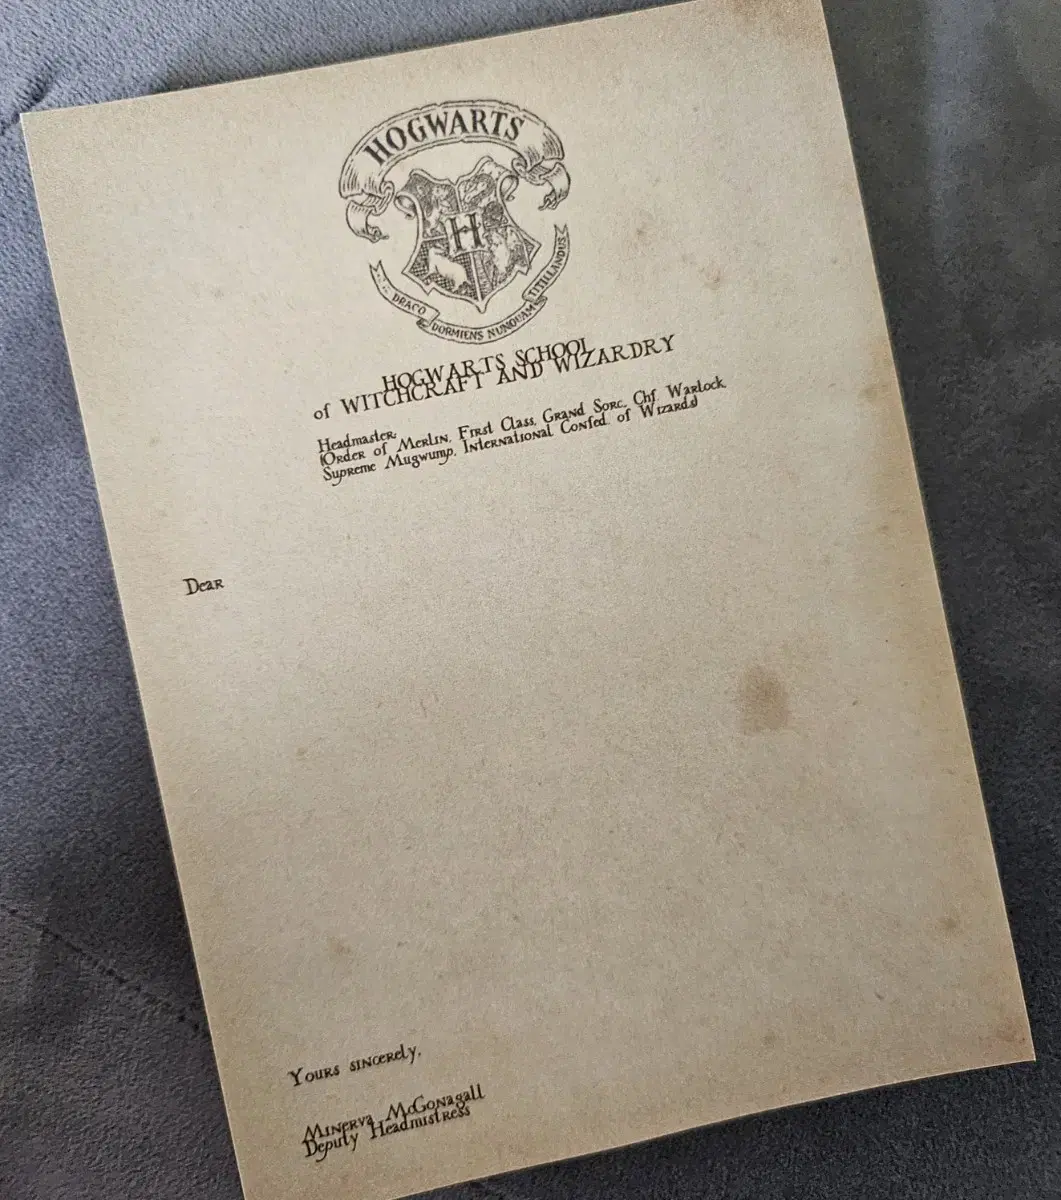 HOGWARTS
H
DRACO DORMIENS NUNQUAM TITILLANDUS
HOGWARTS SCHOOL
of WITCHCRAFT AND WIZARDRY
Headmaster:
(Order of Merlin, First Class, Grand Sorc., Chf. Warlock,
Supreme Mugwump, International Confed. of Wizards)
Dear
Yours sincerely,
Minerva McGonagall
Deputy Headmistress